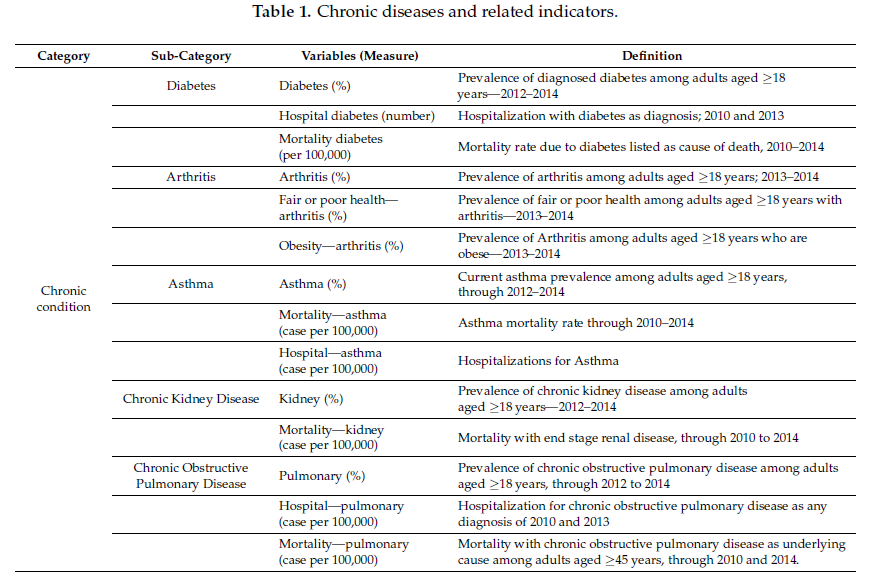 Table 1. Chronic diseases and related indicators.
Category Sub-Category Variables (Measure) Definition
Diabetes Diabetes (%) Prevalence of diagnosed diabetes among adults aged ≥18
years—2012–2014
Hospital diabetes (number) Hospitalization with diabetes as diagnosis; 2010 and 2013
Mortality diabetes
(per 100,000) Mortality rate due to diabetes listed as cause of death, 2010–2014
Arthritis Arthritis (%) Prevalence of arthritis among adults aged ≥18 years; 2013–2014
Fair or poor health— Prevalence of fair or poor health among adults aged ≥18 years with
arthritis (%) arthritis—2013–2014
Obesity—arthritis (%) Prevalence of Arthritis among adults aged ≥18 years who are
obese—2013–2014
Chronic
condition
Asthma Asthma (%) Current asthma prevalence among adults aged ≥18 years,
through 2012–2014
Mortality—asthma
(case per 100,000) Asthma mortality rate through 2010–2014
Hospital—asthma
(case per 100,000) Hospitalizations for Asthma
Chronic Kidney Disease Kidney (%) Prevalence of chronic kidney disease among adults
aged ≥18 years—2012–2014
Mortality—kidney
(case per 100,000) Mortality with end stage renal disease, through 2010 to 2014
Chronic Obstructive Pulmonary (%) Prevalence of chronic obstructive pulmonary disease among adults
Pulmonary Disease aged ≥18 years, through 2012 to 2014
Hospital—pulmonary Hospitalization for chronic obstructive pulmonary disease as any
(case per 100,000) diagnosis of 2010 and 2013
Mortality—pulmonary Mortality with chronic obstructive pulmonary disease as underlying
(case per 100,000) cause among adults aged ≥45 years, through 2010 and 2014.